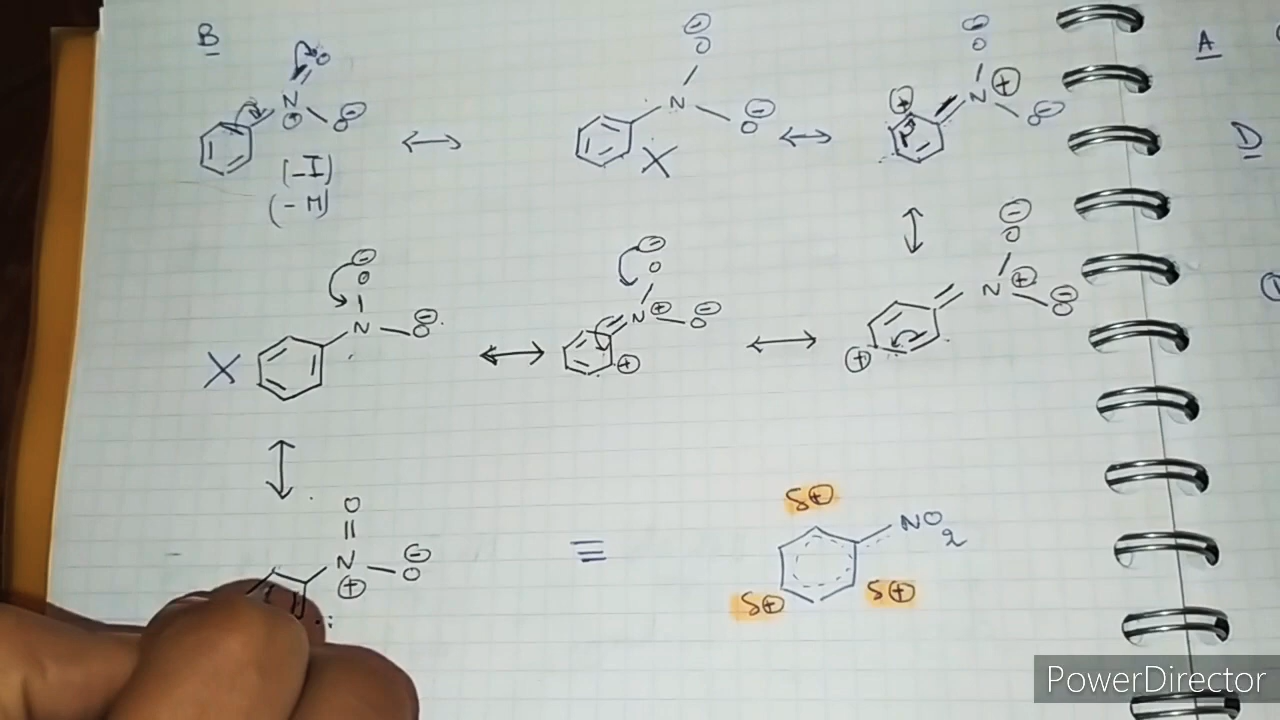 B
O
N ⊕
O ⊖
(-I)
(-M)
⊖
O
N
O ⊖
X
⊖
O
⊕ N ⊕
O ⊖
A
D
⊖
O
N
O ⊖
X
⊖
O
N ⊕
O ⊖
⊕
⊖
O
N ⊕
O ⊖
⊕
O
N
⊕
O ⊖
≡
δ⊕
NO2
δ⊕
δ⊕
PowerDirector